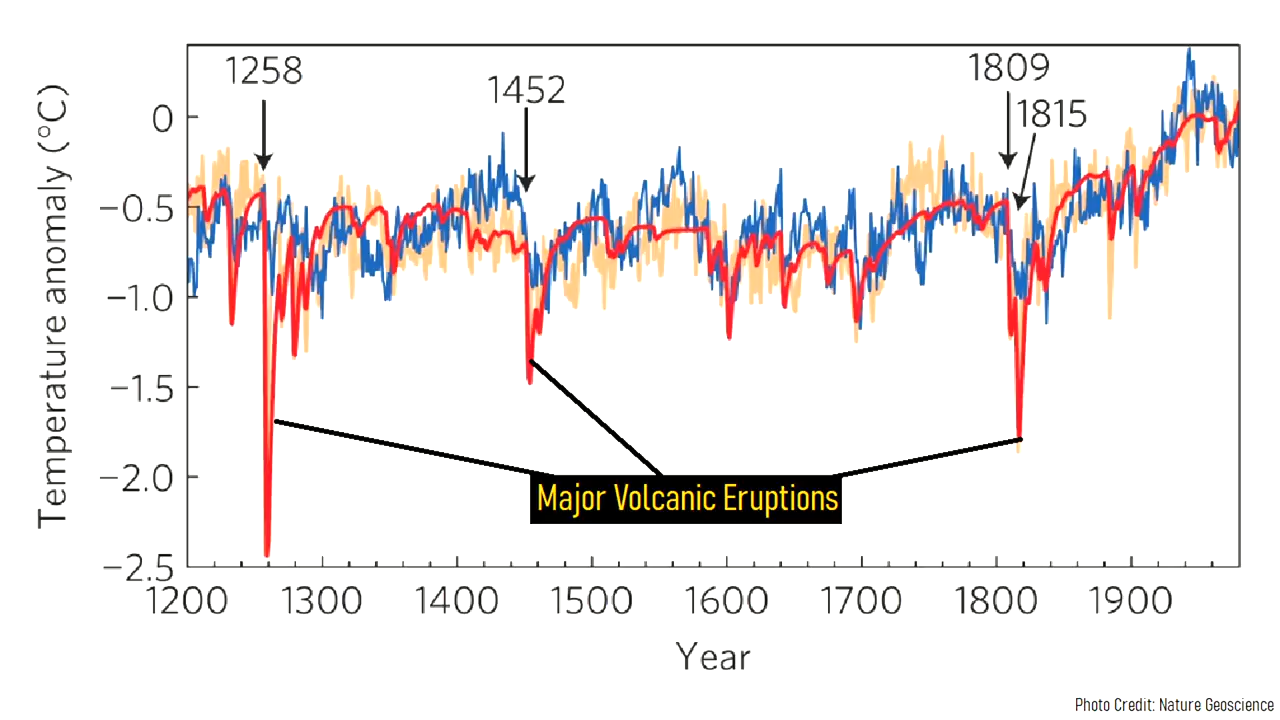 1258
1452
1809
1815
Temperature anomaly (°C)
0
−0.5
−1.0
−1.5
−2.0
−2.5
Major Volcanic Eruptions
1200 1300 1400 1500 1600 1700 1800 1900
Year
Photo Credit: Nature Geoscience